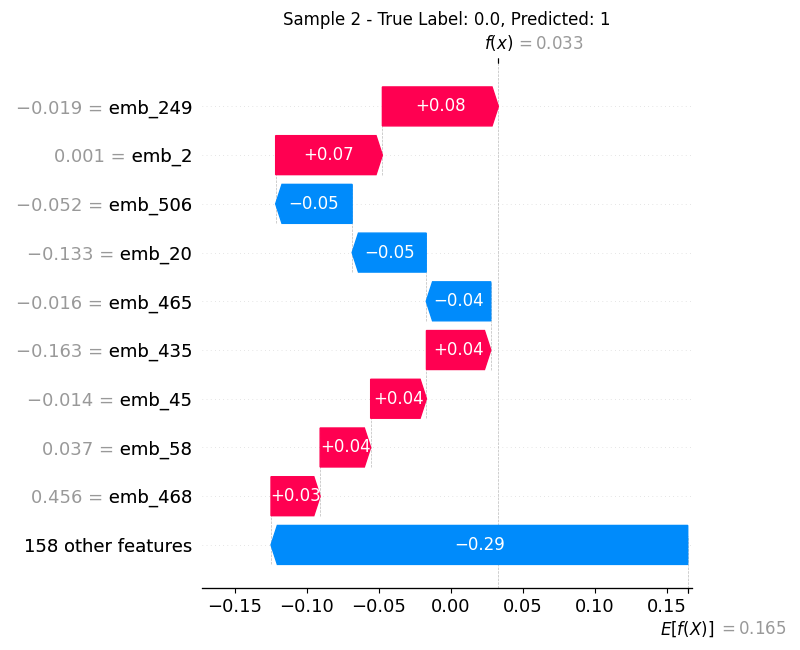 Sample 2 - True Label: 0.0, Predicted: 1
f(x) = 0.033
−0.019 = emb_249 +0.08
0.001 = emb_2 +0.07
−0.052 = emb_506 −0.05
−0.133 = emb_20 −0.05
−0.016 = emb_465 −0.04
−0.163 = emb_435 +0.04
−0.014 = emb_45 +0.04
0.037 = emb_58 +0.04
0.456 = emb_468 +0.03
158 other features −0.29
−0.15 −0.10 −0.05 0.00 0.05 0.10 0.15
E[f(X)] = 0.165